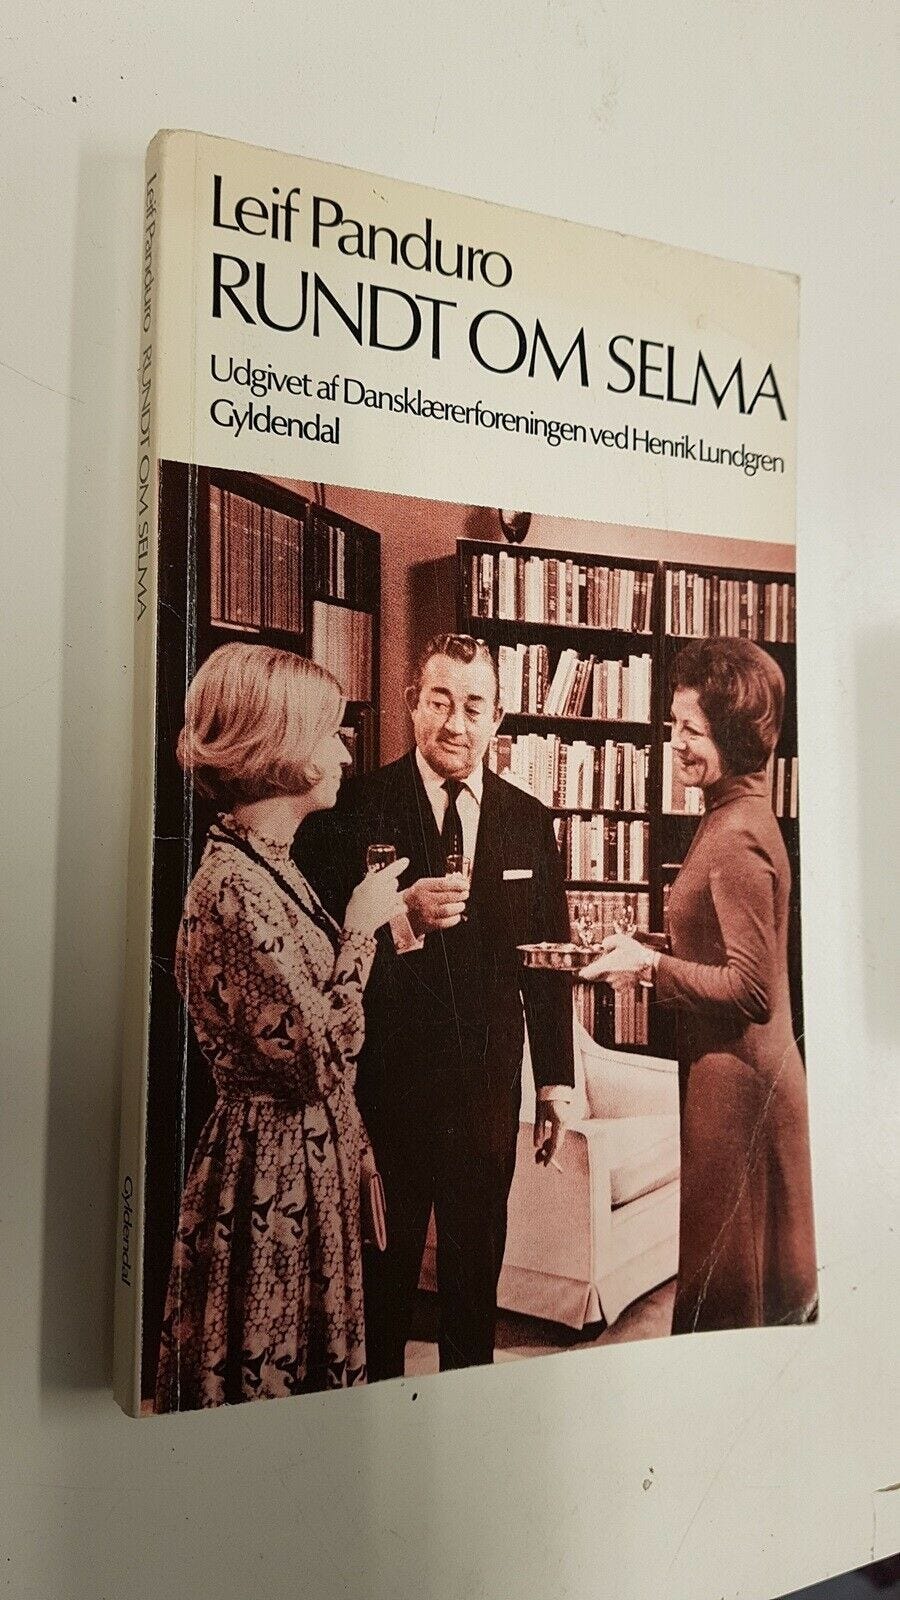 Leif Panduro
RUNDT OM SELMA
Udgivet af Dansklærerforeningen ved Henrik Lundgren
Gyldendal
Leif Panduro RUNDT OM SELMA
Gyldendal